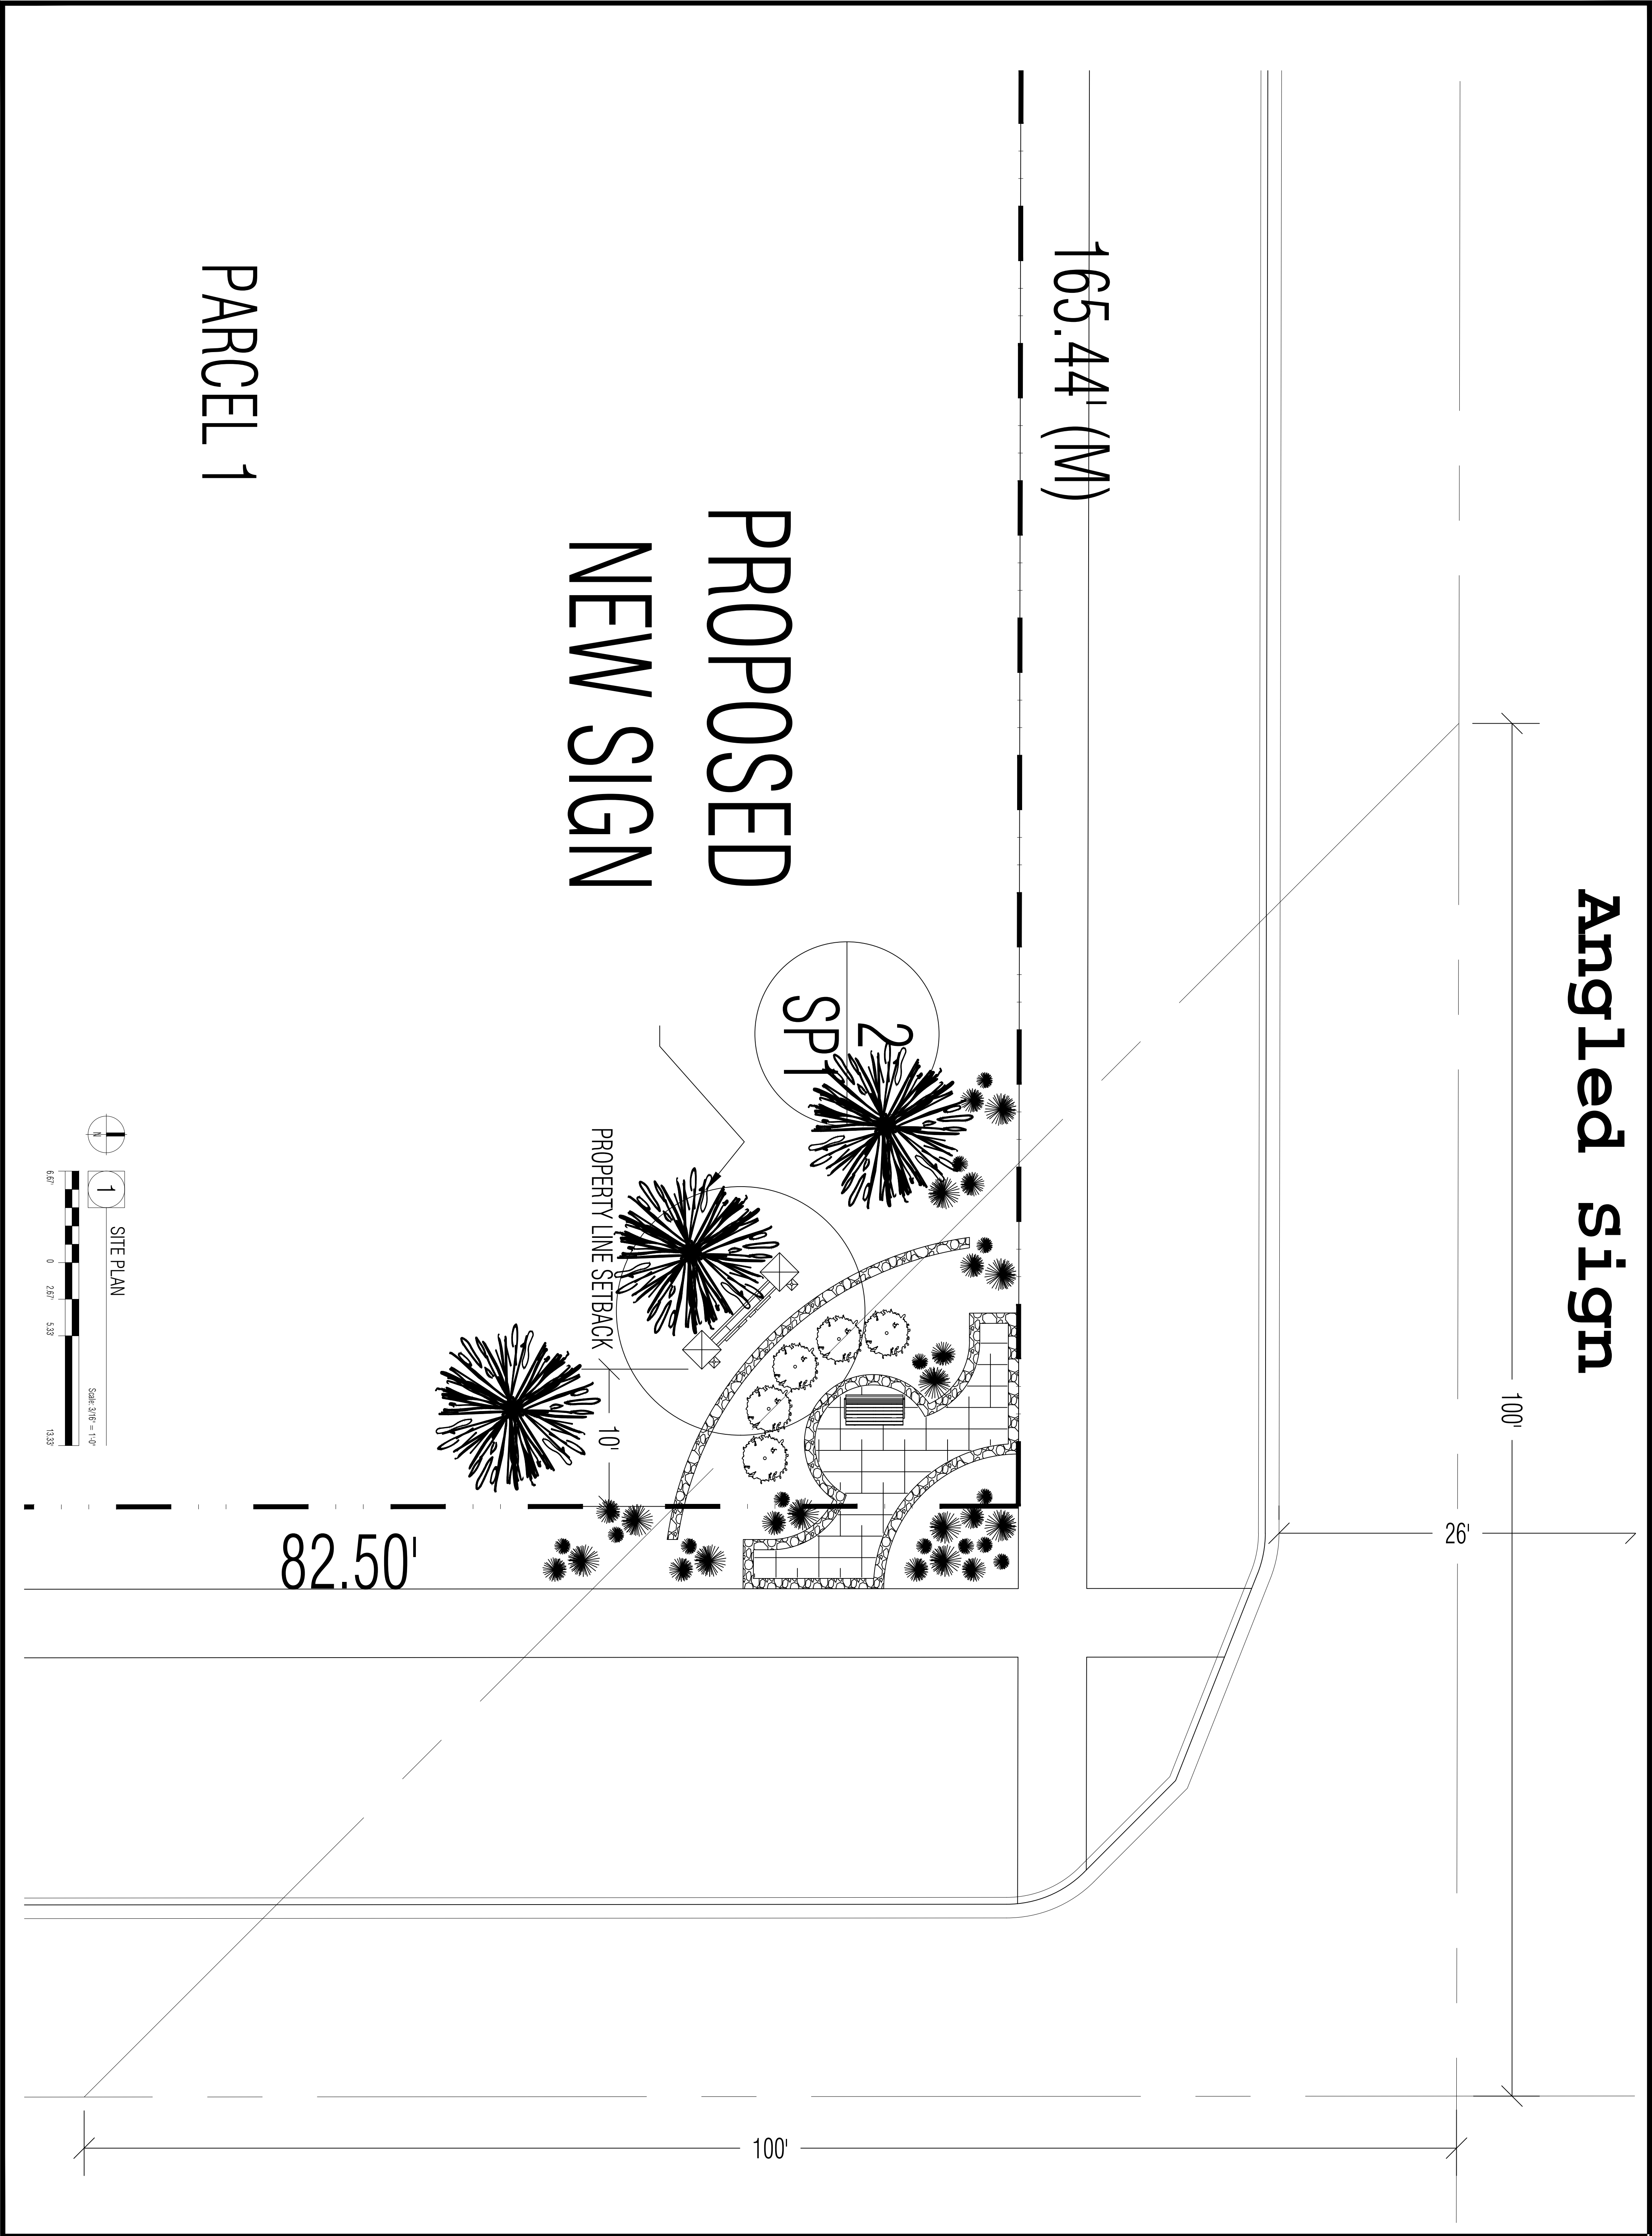 Angled Sign
100'
26'
165.44' (M)
PROPOSED
NEW SIGN
2
SP1
PROPERTY LINE SETBACK
10'
PARCEL 1
82.50'
N
1
SITE PLAN
Scale: 3/16" = 1'-0"
6.67'
0
2.67'
5.33'
13.33'
100'